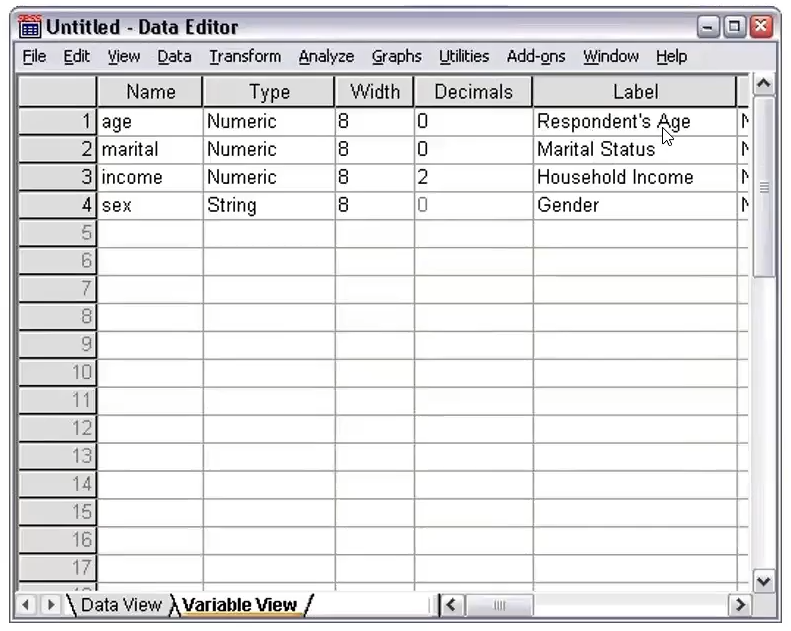 Untitled - Data Editor
File Edit View Data Transform Analyze Graphs Utilities Add-ons Window Help
Name Type Width Decimals Label
1 age Numeric 8 0 Respondent's Age
2 marital Numeric 8 0 Marital Status
3 income Numeric 8 2 Household Income
4 sex String 8 0 Gender
5
6
7
8
9
10
11
12
13
14
15
16
17
Data View Variable View